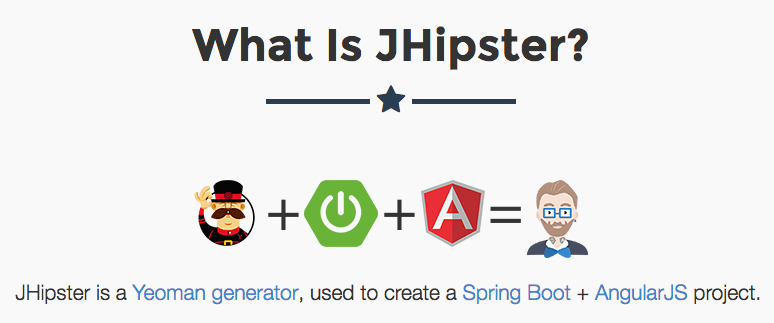 What Is JHipster?
+ + A =
JHipster is a Yeoman generator, used to create a Spring Boot + AngularJS project.